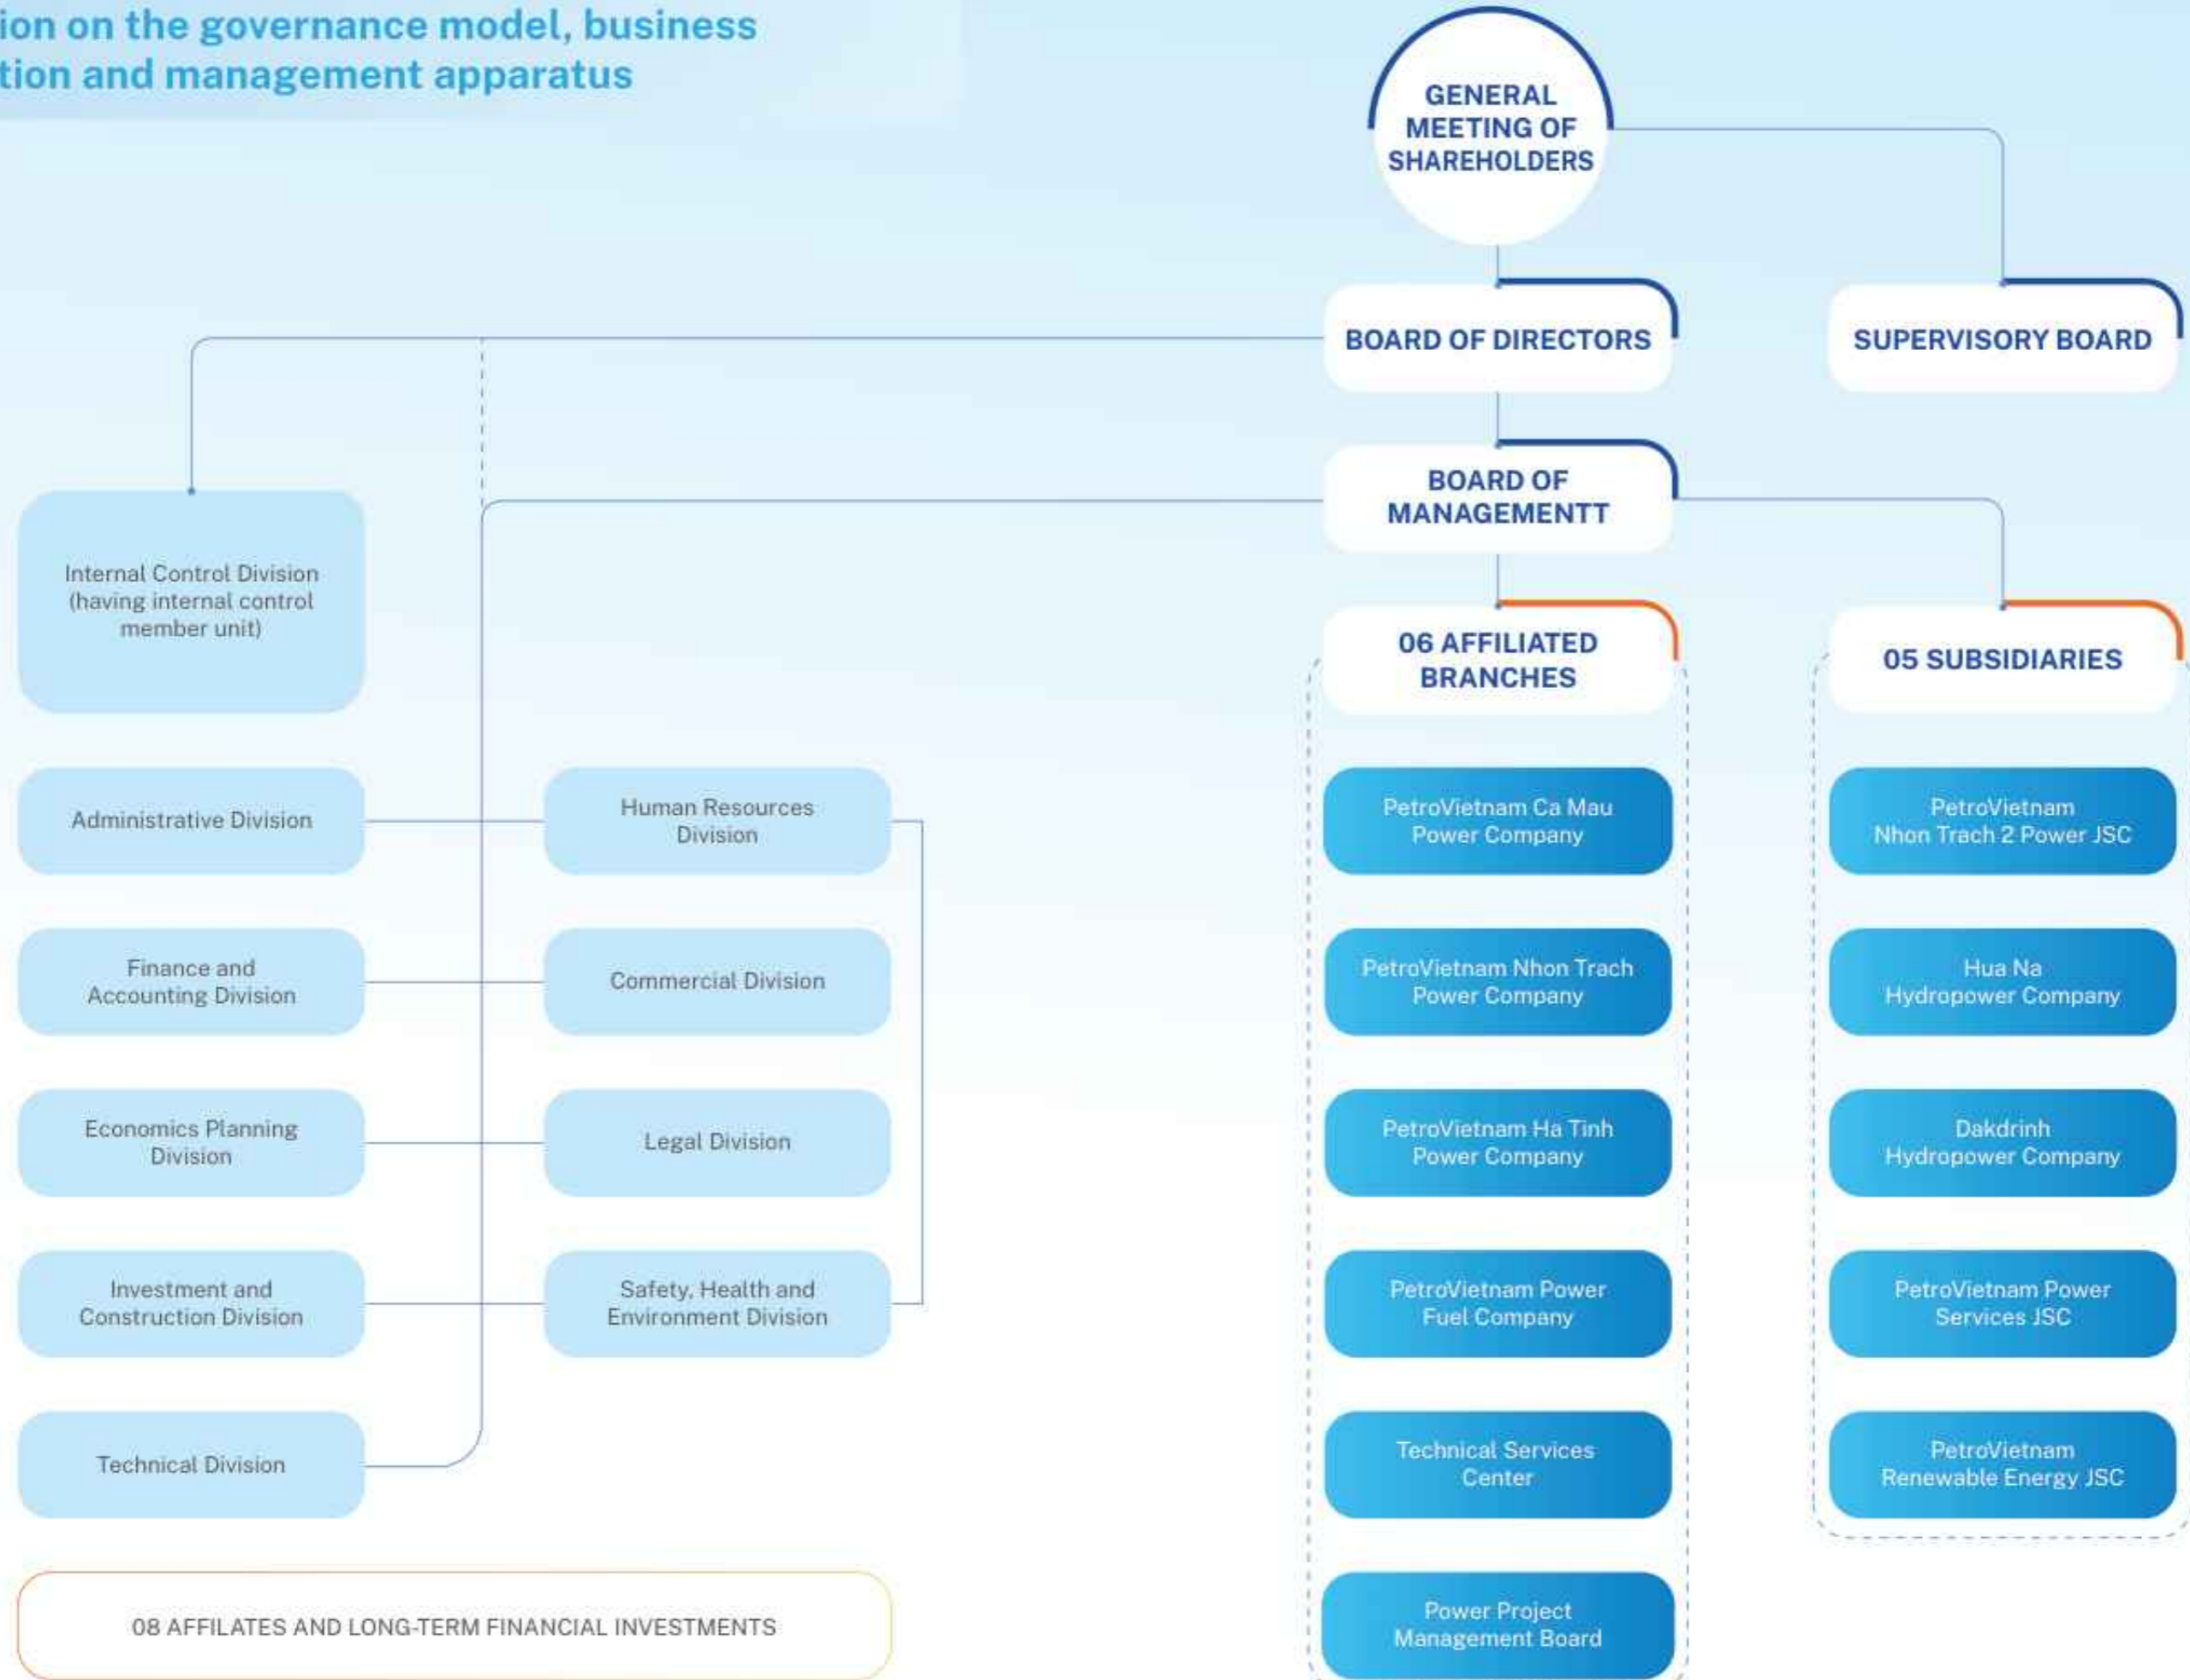 ion on the governance model, business
tion and management apparatus
GENERAL
MEETING OF
SHAREHOLDERS
BOARD OF DIRECTORS
SUPERVISORY BOARD
BOARD OF
MANAGEMENTT
Internal Control Division
(having internal control
member unit)
Administrative Division
Human Resources
Division
Finance and
Accounting Division
Commercial Division
Economics Planning
Division
Legal Division
Investment and
Construction Division
Safety, Health and
Environment Division
Technical Division
08 AFFILATES AND LONG-TERM FINANCIAL INVESTMENTS
06 AFFILIATED
BRANCHES
PetroVietnam Ca Mau
Power Company
PetroVietnam Nhon Trach
Power Company
PetroVietnam Ha Tinh
Power Company
PetroVietnam Power
Fuel Company
Technical Services
Center
Power Project
Management Board
05 SUBSIDIARIES
PetroVietnam
Nhon Trach 2 Power JSC
Hua Na
Hydropower Company
Dakdrinh
Hydropower Company
PetroVietnam Power
Services JSC
PetroVietnam
Renewable Energy JSC